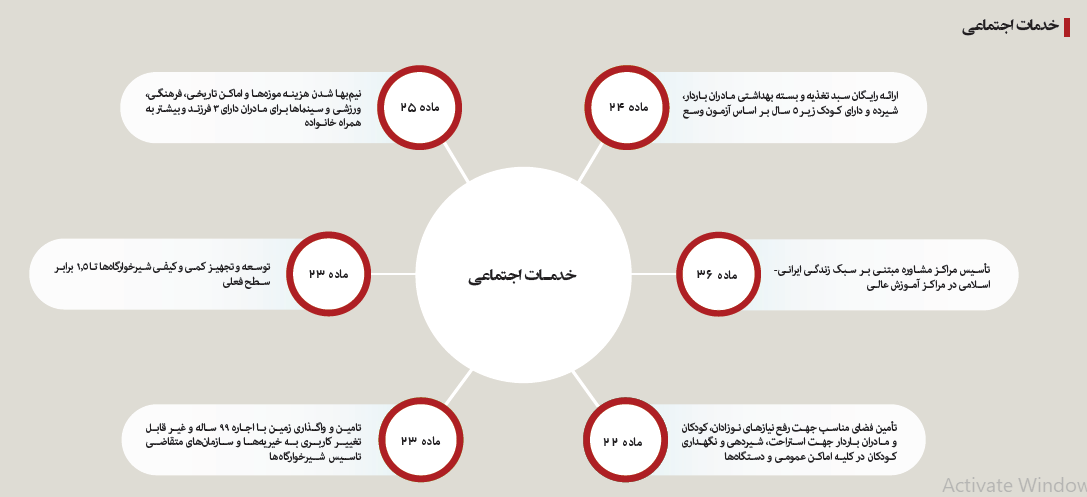 خدمات اجتماعی
ماده ۲۴
ارائه رایگان سبد تغذیه و بسته بهداشتی مادران باردار،
شیرده و دارای کودک زیر ۵ سال بر اساس آزمون وسع
ماده ۲۵
نیم‌بها شدن هزینه موزه‌ها و اماکن تاریخی، فرهنگی،
ورزشی و سینماها برای مادران دارای ۳ فرزند و بیشتر به
همراه خانواده
ماده ۳۶
تأسیس مراکز مشاوره مبتنی بر سبک زندگی ایرانی-
اسلامی در مراکز آموزش عالی
خدمات اجتماعی
ماده ۲۳
توسعه و تجهیز کمی و کیفی شیرخوارگاه‌ها تا ۱,۵ برابر
سطح فعلی
ماده ۲۲
تأمین فضای مناسب جهت رفع نیازهای نوزادان، کودکان
و مادران باردار جهت استراحت، شیردهی و نگهداری
کودکان در کلیه اماکن عمومی و دستگاه‌ها
ماده ۲۳
تامین و واگذاری زمین با اجاره ۹۹ ساله و غیر قابل
تغییر کاربری به خیریه‌ها و سازمان‌های متقاضی
تاسیس شیرخوارگاه‌ها
Activate Window